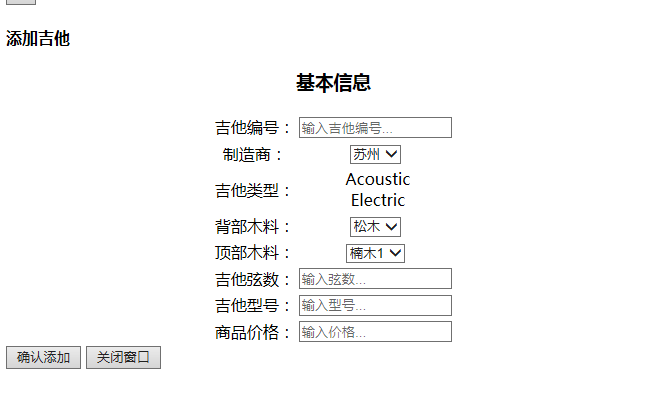 添加吉他
基本信息
吉他编号： 输入吉他编号...
制造商： 苏州
吉他类型： Acoustic
Electric
背部木料： 松木
顶部木料： 楠木1
吉他弦数： 输入弦数...
吉他型号： 输入型号...
商品价格： 输入价格...
确认添加 关闭窗口